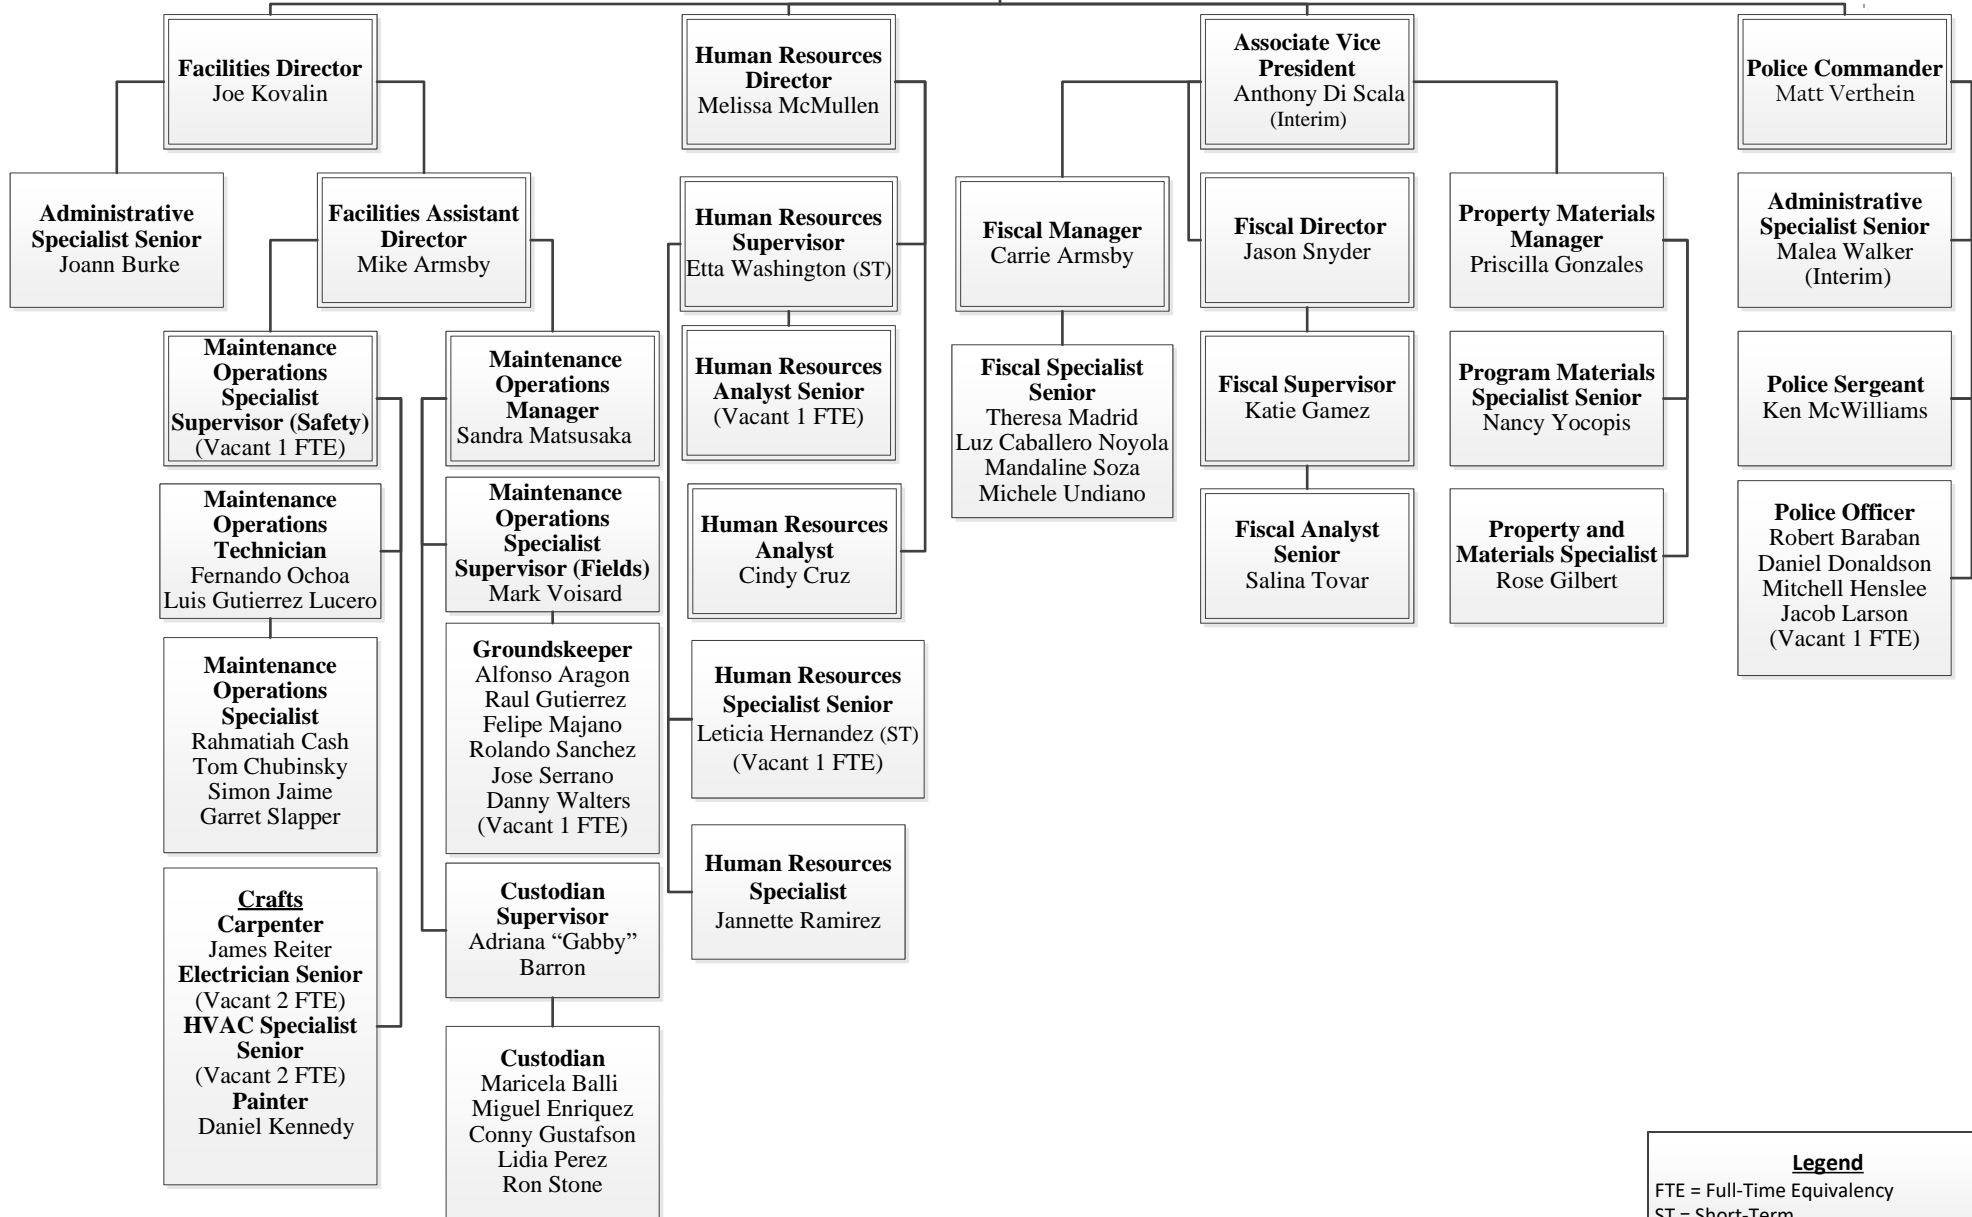 Facilities Director
Joe Kovalin
Human Resources
Director
Melissa McMullen
Associate Vice
President
Anthony Di Scala
(Interim)
Police Commander
Matt Verthein
Administrative
Specialist Senior
Joann Burke
Facilities Assistant
Director
Mike Armsby
Human Resources
Supervisor
Etta Washington (ST)
Fiscal Manager
Carrie Armsby
Fiscal Director
Jason Snyder
Property Materials
Manager
Priscilla Gonzales
Administrative
Specialist Senior
Malea Walker
(Interim)
Maintenance
Operations
Specialist
Supervisor (Safety)
(Vacant 1 FTE)
Maintenance
Operations
Manager
Sandra Matsusaka
Human Resources
Analyst Senior
(Vacant 1 FTE)
Fiscal Specialist
Senior
Theresa Madrid
Luz Caballero Noyola
Mandaline Soza
Michele Undiano
Fiscal Supervisor
Katie Gamez
Program Materials
Specialist Senior
Nancy Yocopis
Police Sergeant
Ken McWilliams
Maintenance
Operations
Technician
Fernando Ochoa
Luis Gutierrez Lucero
Maintenance
Operations
Specialist
Supervisor (Fields)
Mark Voisard
Human Resources
Analyst
Cindy Cruz
Fiscal Analyst
Senior
Salina Tovar
Property and
Materials Specialist
Rose Gilbert
Police Officer
Robert Baraban
Daniel Donaldson
Mitchell Henslee
Jacob Larson
(Vacant 1 FTE)
Maintenance
Operations
Specialist
Rahmatiah Cash
Tom Chubinsky
Simon Jaime
Garret Slapper
Groundskeeper
Alfonso Aragon
Raul Gutierrez
Felipe Majano
Rolando Sanchez
Jose Serrano
Danny Walters
(Vacant 1 FTE)
Human Resources
Specialist Senior
Leticia Hernandez (ST)
(Vacant 1 FTE)
Crafts
Carpenter
James Reiter
Electrician Senior
(Vacant 2 FTE)
HVAC Specialist
Senior
(Vacant 2 FTE)
Painter
Daniel Kennedy
Custodian
Supervisor
Adriana “Gabby”
Barron
Human Resources
Specialist
Jannette Ramirez
Custodian
Maricela Balli
Miguel Enriquez
Conny Gustafson
Lidia Perez
Ron Stone
Legend
FTE = Full-Time Equivalency
ST = Short-Term